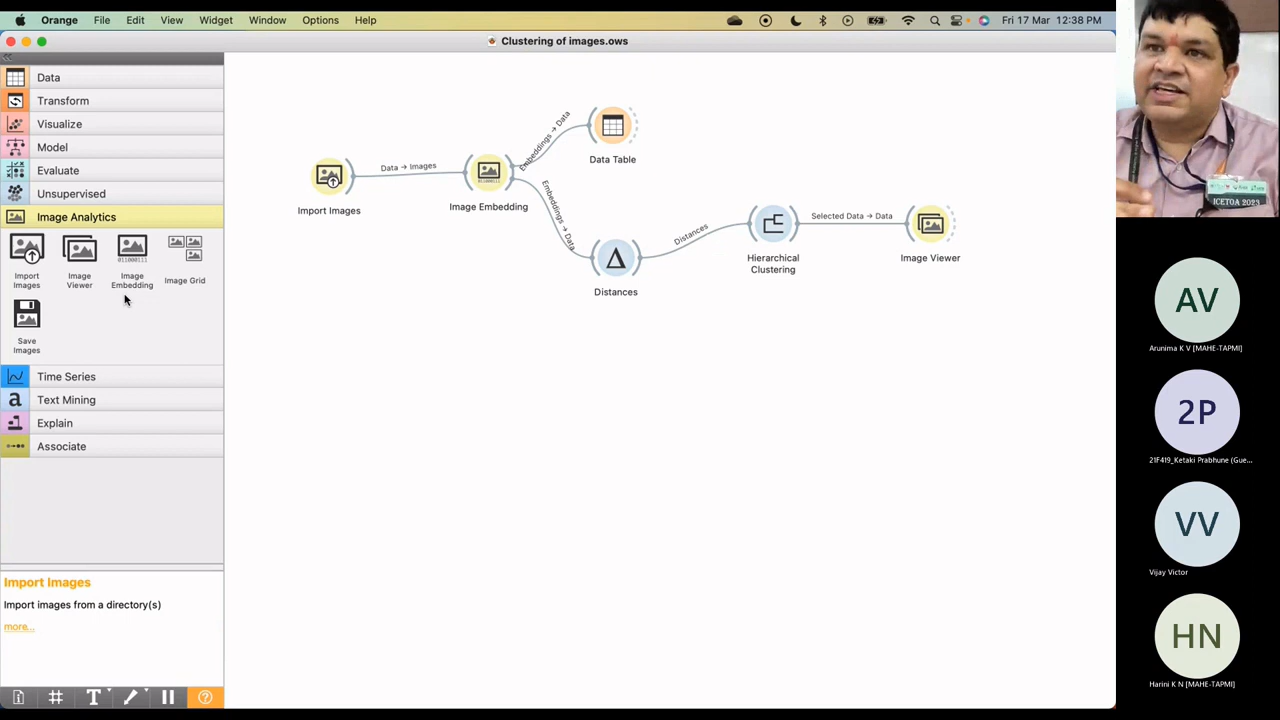 Orange File Edit View Widget Window Options Help Fri 17 Mar 12:38 PM
Clustering of images.ows
Data
Transform
Visualize
Model
Evaluate
Unsupervised
Image Analytics
Import
Images
Image
Viewer
Image
Embedding
Image Grid
Save
Images
Time Series
Text Mining
Explain
Associate
Import Images
Import images from a directory(s)
more...
Import Images
Data → Images
Image Embedding
Embeddings → Data
Data Table
Embeddings → Data
Distances
Distances
Hierarchical
Clustering
Selected Data → Data
Image Viewer
ICETOA 2023
AV
Arunima K V [MAHE-TAPMI]
2P
21F419_Ketaki Prabhune (Gue...
VV
Vijay Victor
HN
Harini K N [MAHE-TAPMI]